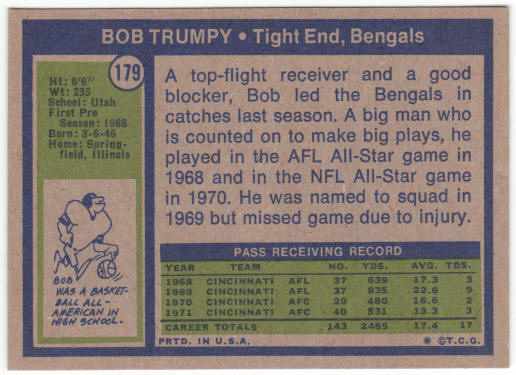 BOB TRUMPY • Tight End, Bengals
179
Ht: 6'6"
Wt: 235
School: Utah
First Pro
Season: 1968
Born: 3-6-46
Home: Spring-
field, Illinois
A top-flight receiver and a good
blocker, Bob led the Bengals in
catches last season. A big man who
is counted on to make big plays, he
played in the AFL All-Star game in
1968 and in the NFL All-Star game
in 1970. He was named to squad in
1969 but missed game due to injury.
BOB
WAS A BASKET-
BALL ALL-
AMERICAN IN
HIGH SCHOOL.
PASS RECEIVING RECORD
YEAR TEAM NO. YDS. AVG. TDS.
1968 CINCINNATI AFL 37 639 17.3 3
1969 CINCINNATI AFL 37 835 22.6 9
1970 CINCINNATI AFC 29 480 16.6 2
1971 CINCINNATI AFC 40 531 13.3 3
CAREER TOTALS 143 2485 17.4 17
PRTD. IN U.S.A. * ©T.C.G.